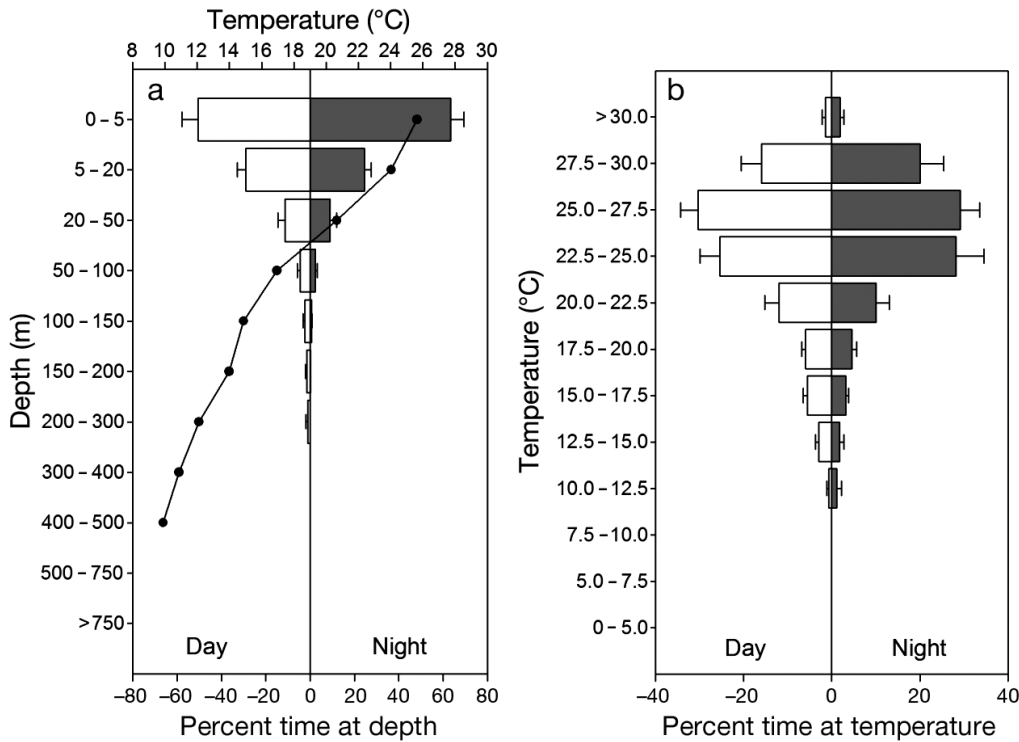 Temperature (°C)
8 10 12 14 16 18 20 22 24 26 28 30
a
Depth (m)
0 – 5
5 – 20
20 – 50
50 – 100
100 – 150
150 – 200
200 – 300
300 – 400
400 – 500
500 – 750
>750
Day Night
–80 –60 –40 –20 0 20 40 60 80
Percent time at depth
b
Temperature (°C)
> 30.0
27.5 – 30.0
25.0 – 27.5
22.5 – 25.0
20.0 – 22.5
17.5 – 20.0
15.0 – 17.5
12.5 – 15.0
10.0 – 12.5
7.5 – 10.0
5.0 – 7.5
0 – 5.0
Day Night
–40 –20 0 20 40
Percent time at temperature